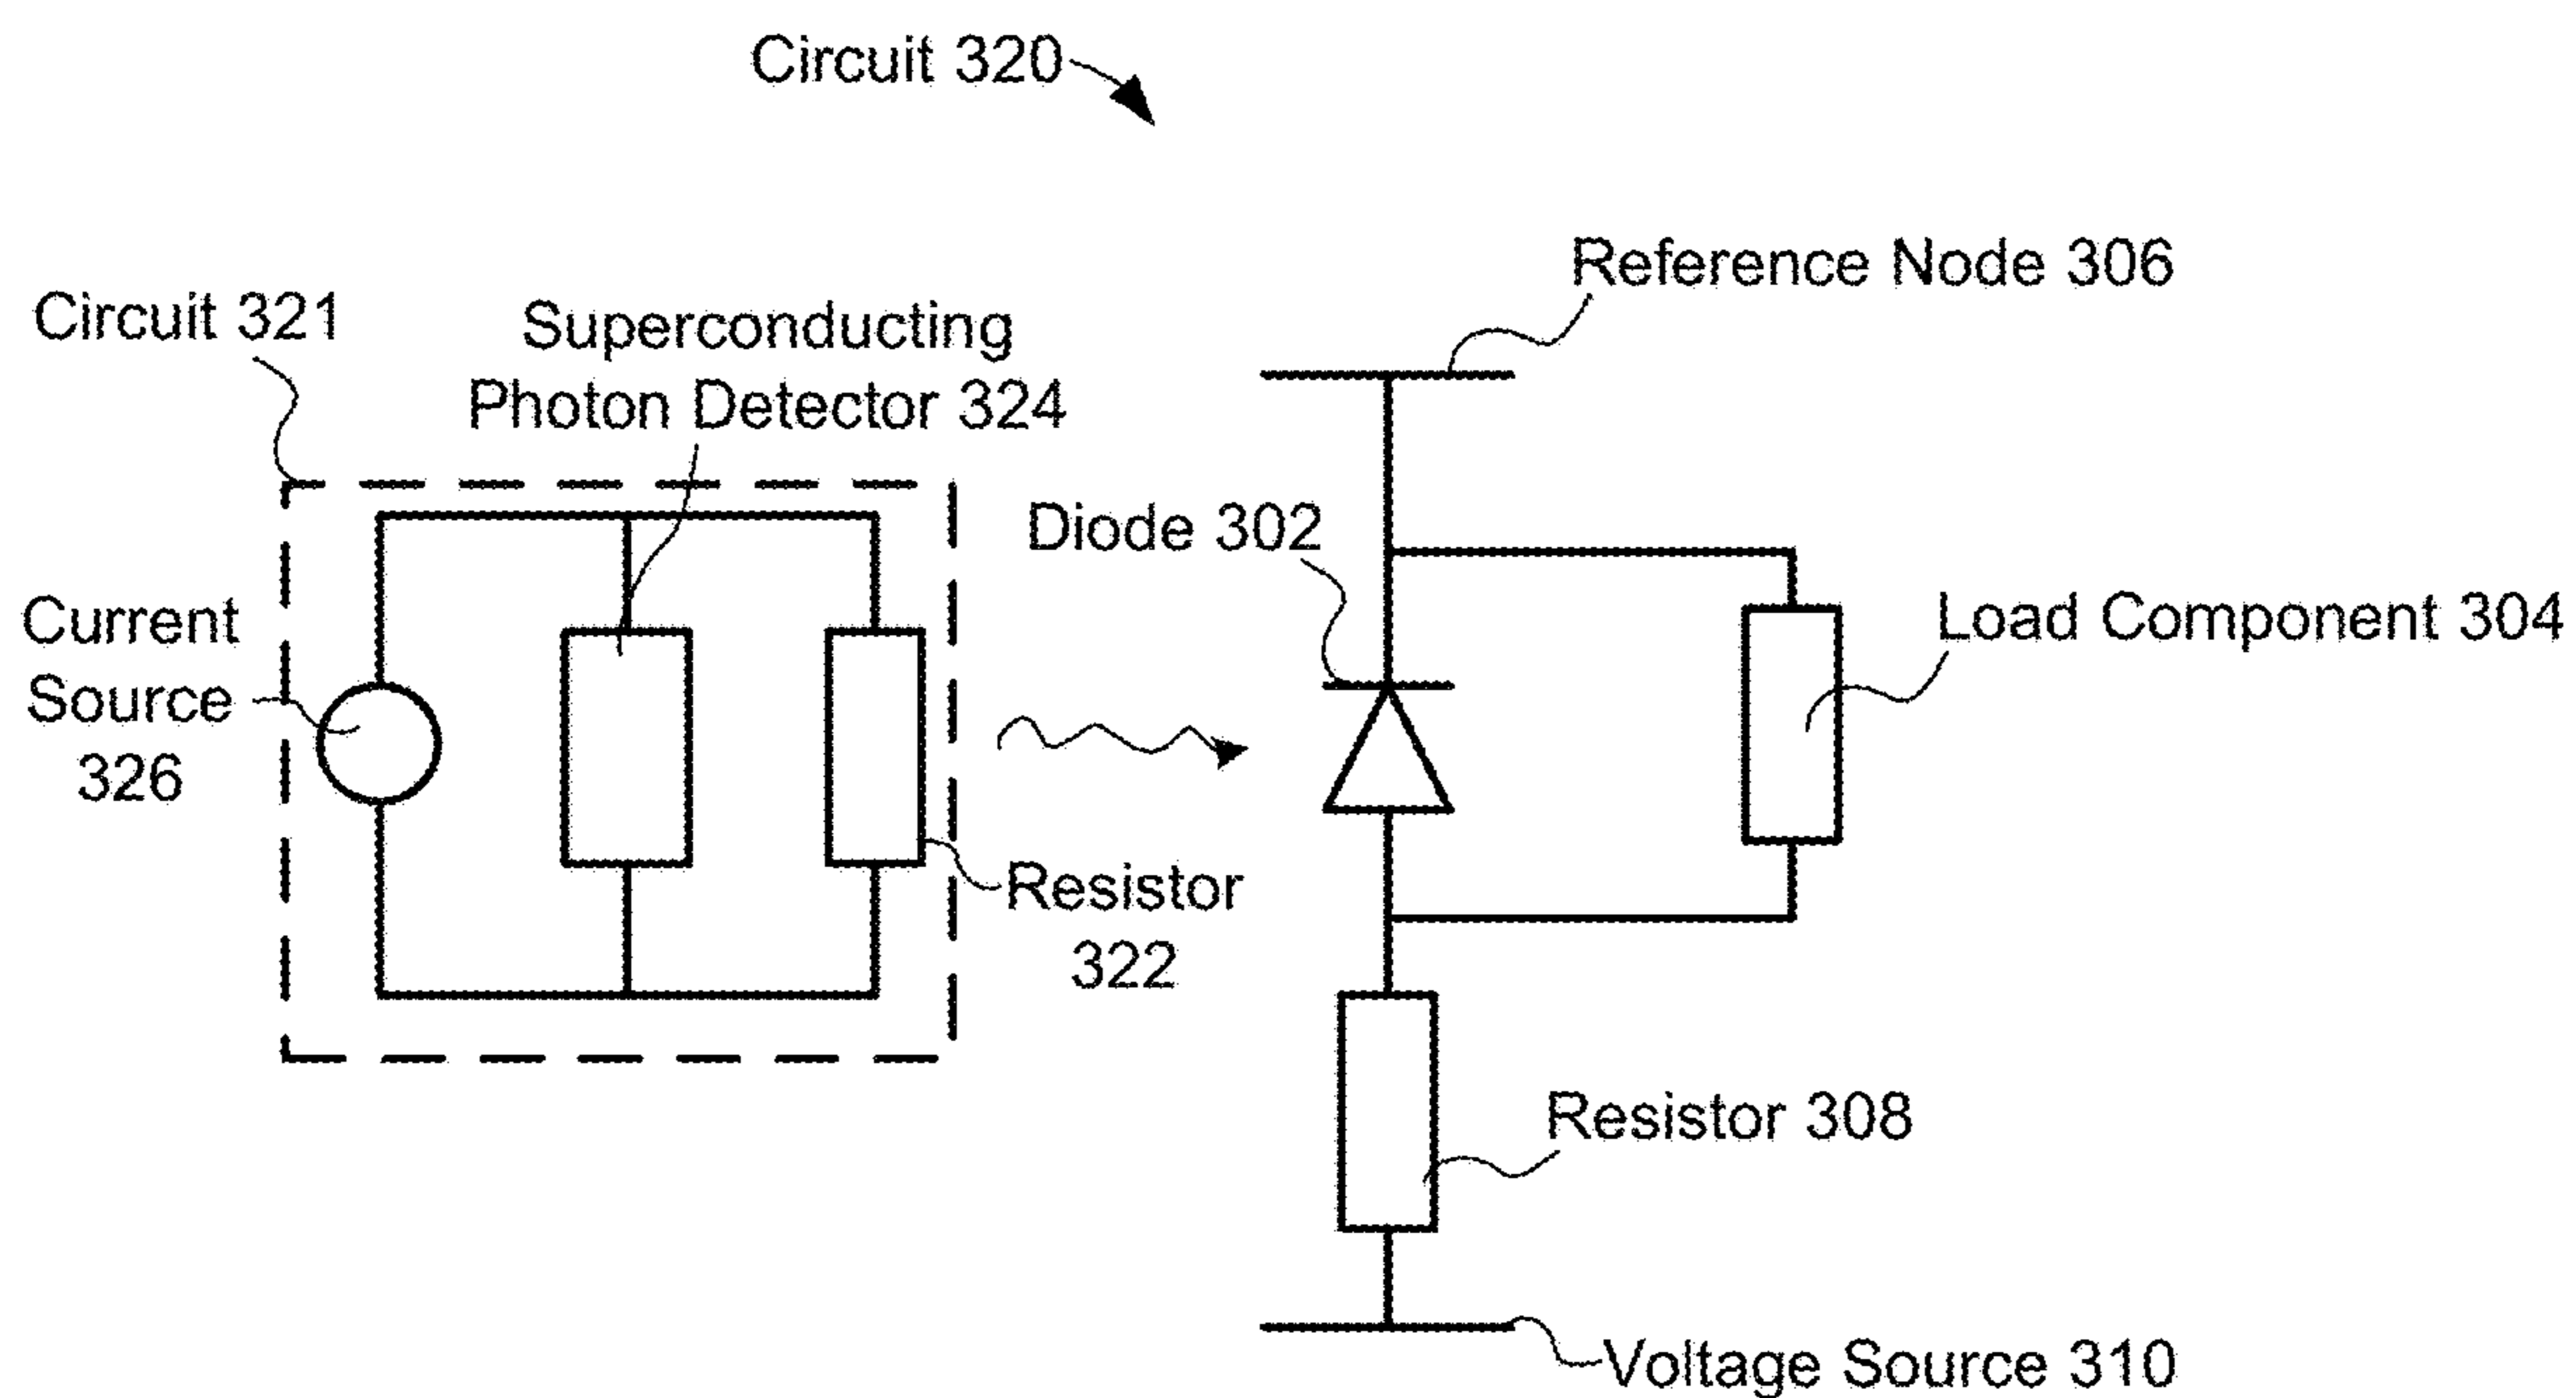 Circuit 320
Reference Node 306
Circuit 321
Superconducting
Photon Detector 324
Diode 302
Current
Source
326
Load Component 304
Resistor
322
Resistor 308
Voltage Source 310